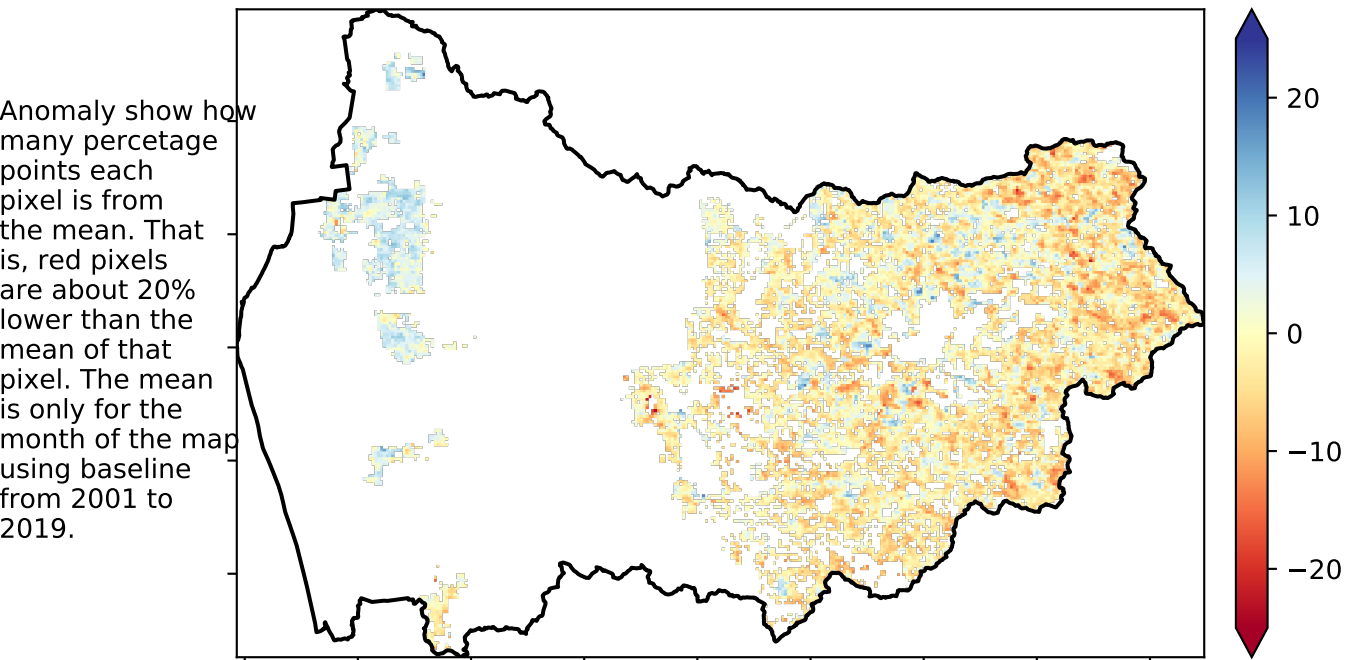 Anomaly show how
many percetage
points each
pixel is from
the mean. That
is, red pixels
are about 20%
lower than the
mean of that
pixel. The mean
is only for the
month of the map
using baseline
from 2001 to
2019.
20
10
0
−10
−20